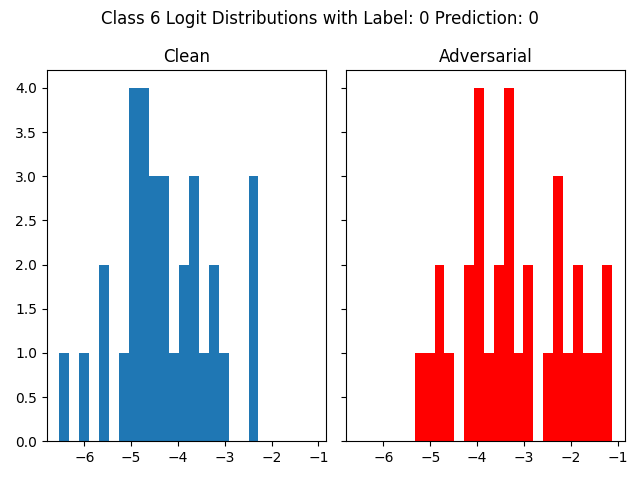 Class 6 Logit Distributions with Label: 0 Prediction: 0
Clean
Adversarial
4.0
3.5
3.0
2.5
2.0
1.5
1.0
0.5
0.0
−6 −5 −4 −3 −2 −1
−6 −5 −4 −3 −2 −1